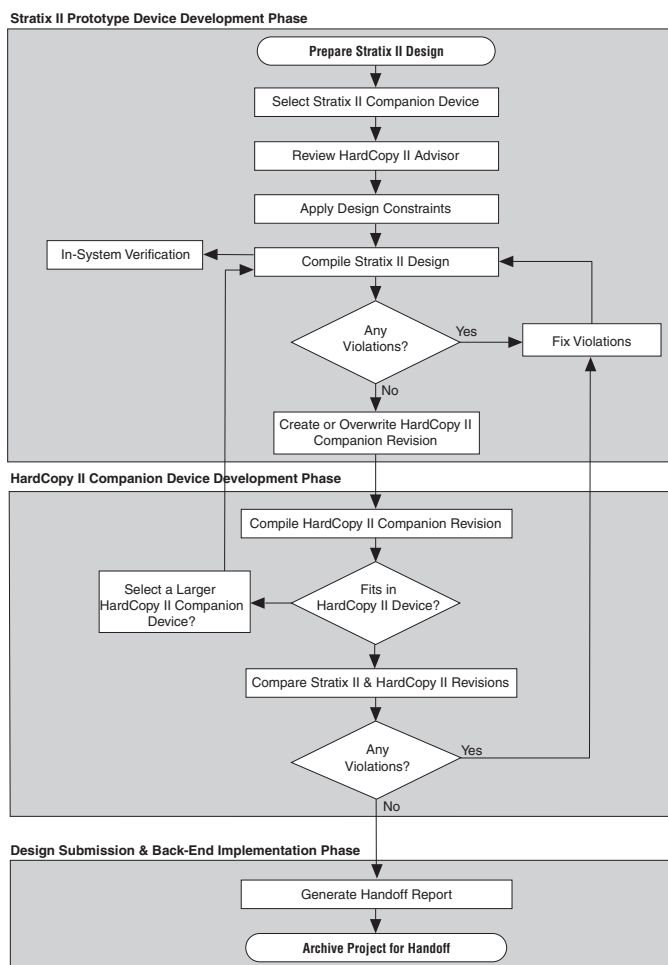 Stratix II Prototype Device Development Phase
Prepare Stratix II Design
Select Stratix II Companion Device
Review HardCopy II Advisor
Apply Design Constraints
In-System Verification
Compile Stratix II Design
Any
Violations?
Yes
Fix Violations
No
Create or Overwrite HardCopy II
Companion Revision
HardCopy II Companion Device Development Phase
Compile HardCopy II Companion Revision
Select a Larger
HardCopy II Companion
Device?
Fits in
HardCopy II Device?
Compare Stratix II & HardCopy II Revisions
Any
Violations?
Yes
No
Design Submission & Back-End Implementation Phase
Generate Handoff Report
Archive Project for Handoff